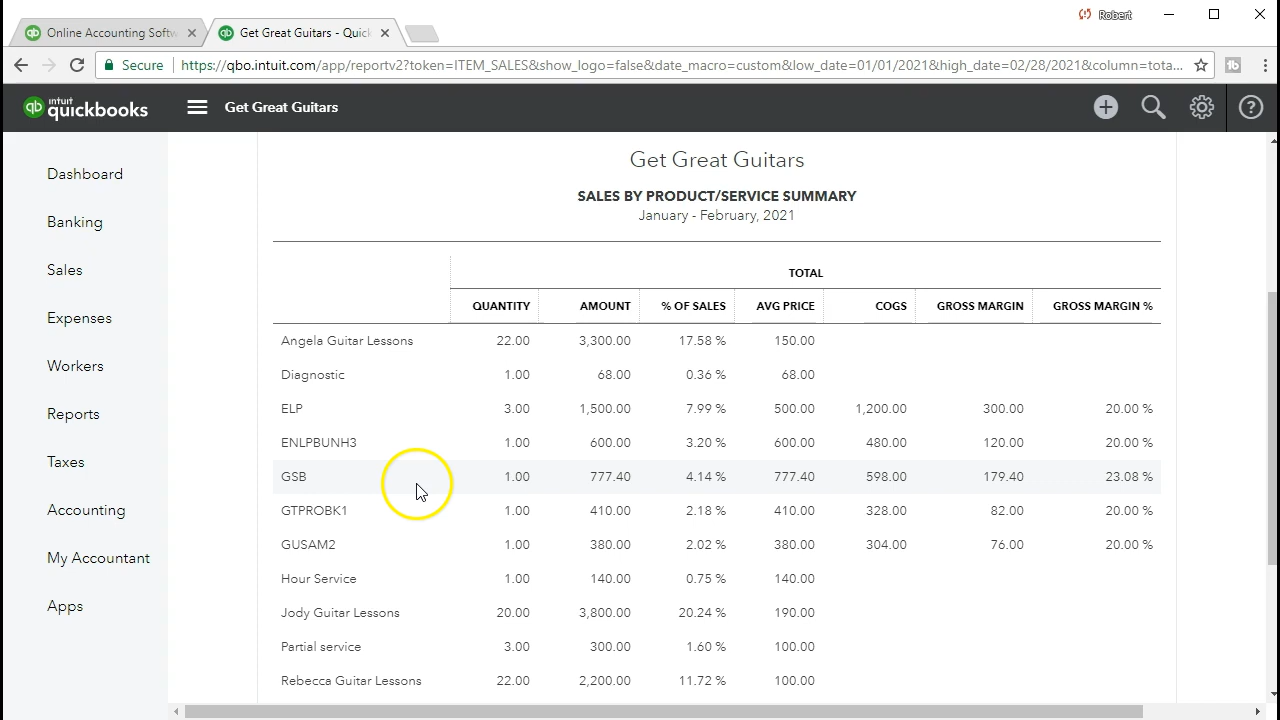 Robert
Online Accounting Softw
Get Great Guitars - Quic
Secure https://qbo.intuit.com/app/reportv2?token=ITEM_SALES&show_logo=false&date_macro=custom&low_date=01/01/2021&high_date=02/28/2021&column=tota...
intuit
quickbooks
Get Great Guitars
Dashboard
Banking
Sales
Expenses
Workers
Reports
Taxes
Accounting
My Accountant
Apps
Get Great Guitars
SALES BY PRODUCT/SERVICE SUMMARY
January - February, 2021
TOTAL
QUANTITY AMOUNT % OF SALES AVG PRICE COGS GROSS MARGIN GROSS MARGIN %
Angela Guitar Lessons 22.00 3,300.00 17.58 % 150.00
Diagnostic 1.00 68.00 0.36 % 68.00
ELP 3.00 1,500.00 7.99 % 500.00 1,200.00 300.00 20.00 %
ENLPBUNH3 1.00 600.00 3.20 % 600.00 480.00 120.00 20.00 %
GSB 1.00 777.40 4.14 % 777.40 598.00 179.40 23.08 %
GTPROBK1 1.00 410.00 2.18 % 410.00 328.00 82.00 20.00 %
GUSAM2 1.00 380.00 2.02 % 380.00 304.00 76.00 20.00 %
Hour Service 1.00 140.00 0.75 % 140.00
Jody Guitar Lessons 20.00 3,800.00 20.24 % 190.00
Partial service 3.00 300.00 1.60 % 100.00
Rebecca Guitar Lessons 22.00 2,200.00 11.72 % 100.00